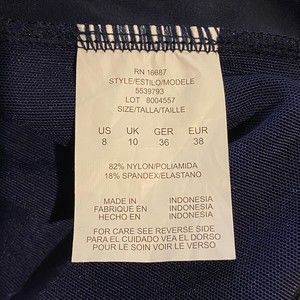 RN 16687
STYLE/ESTILO/MODELE
5539793
LOT 8004557
SIZE/TALLA/TAILLE
US UK GER EUR
8 10 36 38
82% NYLON/POLIAMIDA
18% SPANDEX/ELASTANO
MADE IN INDONESIA
FABRIQUE EN INDONESIA
HECHO EN INDONESIA
FOR CARE SEE REVERSE SIDE
PARA EL CUIDADO VEA EL DORSO
POUR LE SOIN VOIR LE VERSO